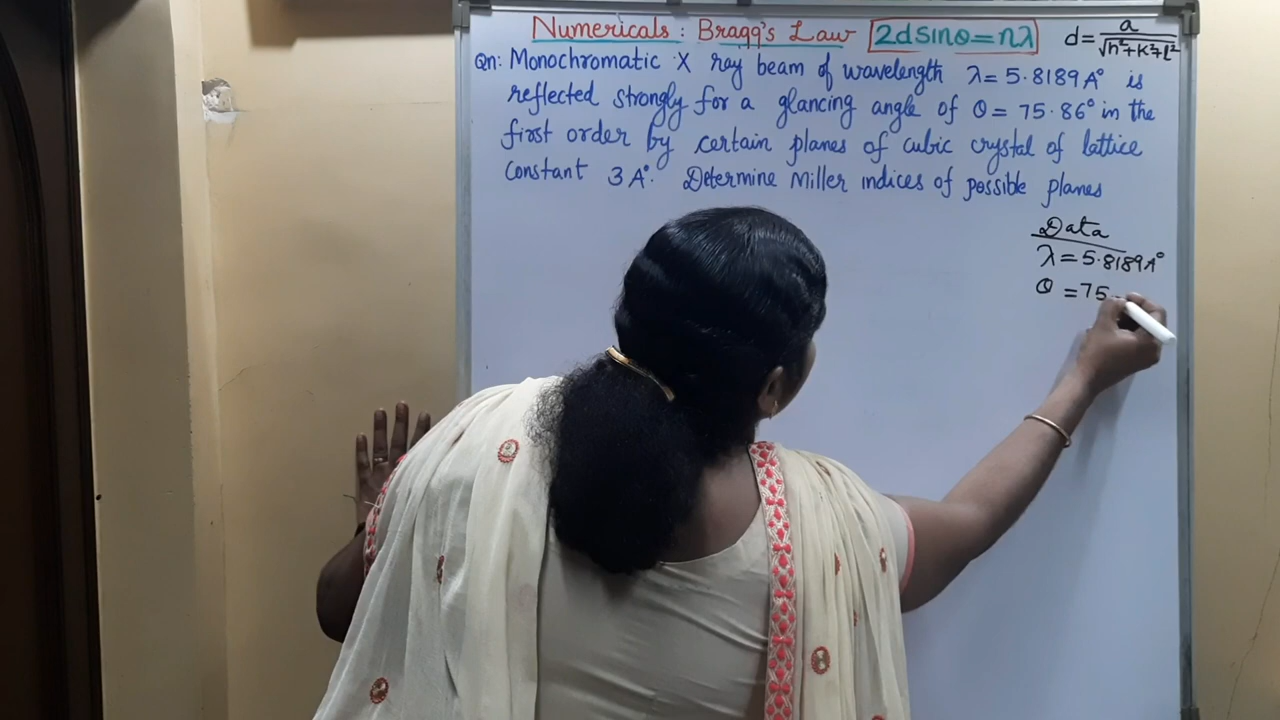 Numericals : Bragg's Law 2dsinθ=nλ d= a/√h²+k²+l²
Qn: Monochromatic X ray beam of wavelength λ= 5.8189A° is
reflected strongly for a glancing angle of θ= 75.86° in the
first order by certain planes of cubic crystal of lattice
constant 3A°. Determine Miller indices of possible planes
Data
λ=5.8189A°
θ =75